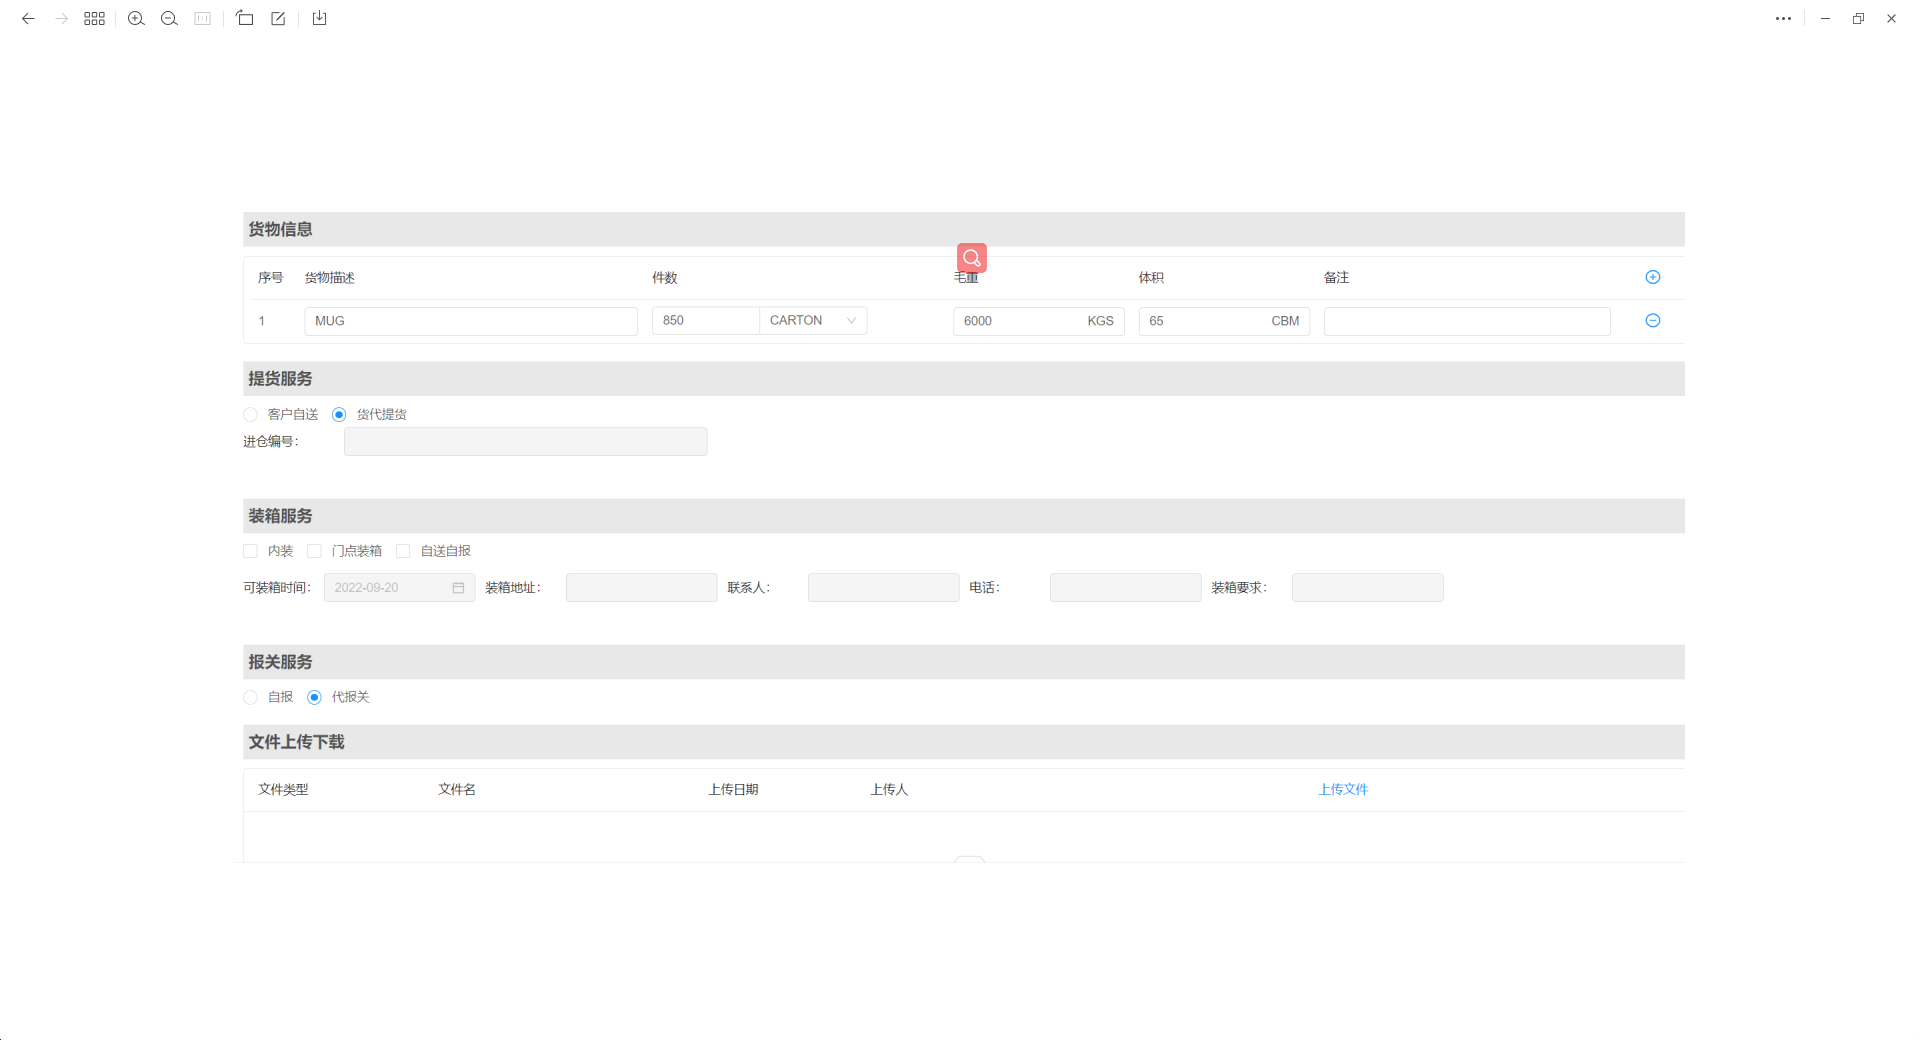 货物信息
序号 货物描述 件数 毛重 体积 备注
1 MUG 850 CARTON 6000 KGS 65 CBM
提货服务
客户自送 货代提货
进仓编号：
装箱服务
内装 门点装箱 自送自报
可装箱时间： 2022-09-20 装箱地址： 联系人： 电话： 装箱要求：
报关服务
自报 代报关
文件上传下载
文件类型 文件名 上传日期 上传人 上传文件